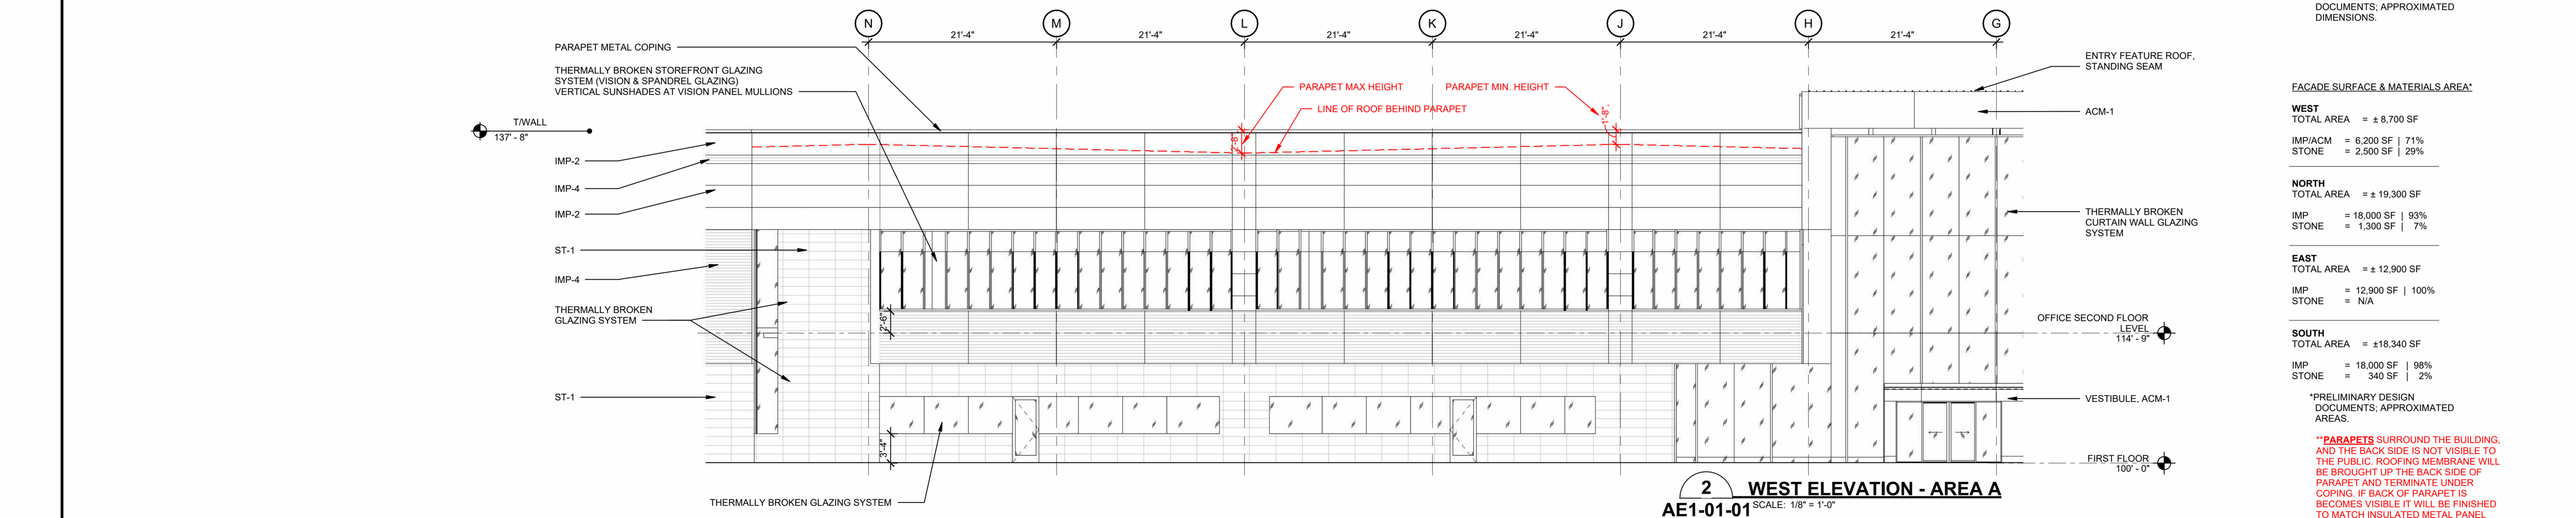 DOCUMENTS; APPROXIMATED
DIMENSIONS.
N M L K J H G
21'-4" 21'-4" 21'-4" 21'-4" 21'-4" 21'-4"
PARAPET METAL COPING
THERMALLY BROKEN STOREFRONT GLAZING
SYSTEM (VISION & SPANDREL GLAZING)
VERTICAL SUNSHADES AT VISION PANEL MULLIONS
PARAPET MAX HEIGHT
PARAPET MIN. HEIGHT
LINE OF ROOF BEHIND PARAPET
2'-8"
1'-8"
ENTRY FEATURE ROOF,
STANDING SEAM
ACM-1
T/WALL
137' - 8"
IMP-2
IMP-4
IMP-2
ST-1
IMP-4
THERMALLY BROKEN
GLAZING SYSTEM
ST-1
2'-6"
3'-4"
THERMALLY BROKEN GLAZING SYSTEM
THERMALLY BROKEN
CURTAIN WALL GLAZING
SYSTEM
OFFICE SECOND FLOOR
LEVEL
114' - 9"
VESTIBULE, ACM-1
FIRST FLOOR
100' - 0"
2
AE1-01-01
WEST ELEVATION - AREA A
SCALE: 1/8" = 1'-0"
FACADE SURFACE & MATERIALS AREA*
WEST
TOTAL AREA = ± 8,700 SF
IMP/ACM = 6,200 SF | 71%
STONE = 2,500 SF | 29%
NORTH
TOTAL AREA = ± 19,300 SF
IMP = 18,000 SF | 93%
STONE = 1,300 SF | 7%
EAST
TOTAL AREA = ± 12,900 SF
IMP = 12,900 SF | 100%
STONE = N/A
SOUTH
TOTAL AREA = ±18,340 SF
IMP = 18,000 SF | 98%
STONE = 340 SF | 2%
*PRELIMINARY DESIGN
DOCUMENTS; APPROXIMATED
AREAS.
**PARAPETS SURROUND THE BUILDING,
AND THE BACK SIDE IS NOT VISIBLE TO
THE PUBLIC. ROOFING MEMBRANE WILL
BE BROUGHT UP THE BACK SIDE OF
PARAPET AND TERMINATE UNDER
COPING. IF BACK OF PARAPET IS
BECOMES VISIBLE IT WILL BE FINISHED
TO MATCH INSULATED METAL PANEL